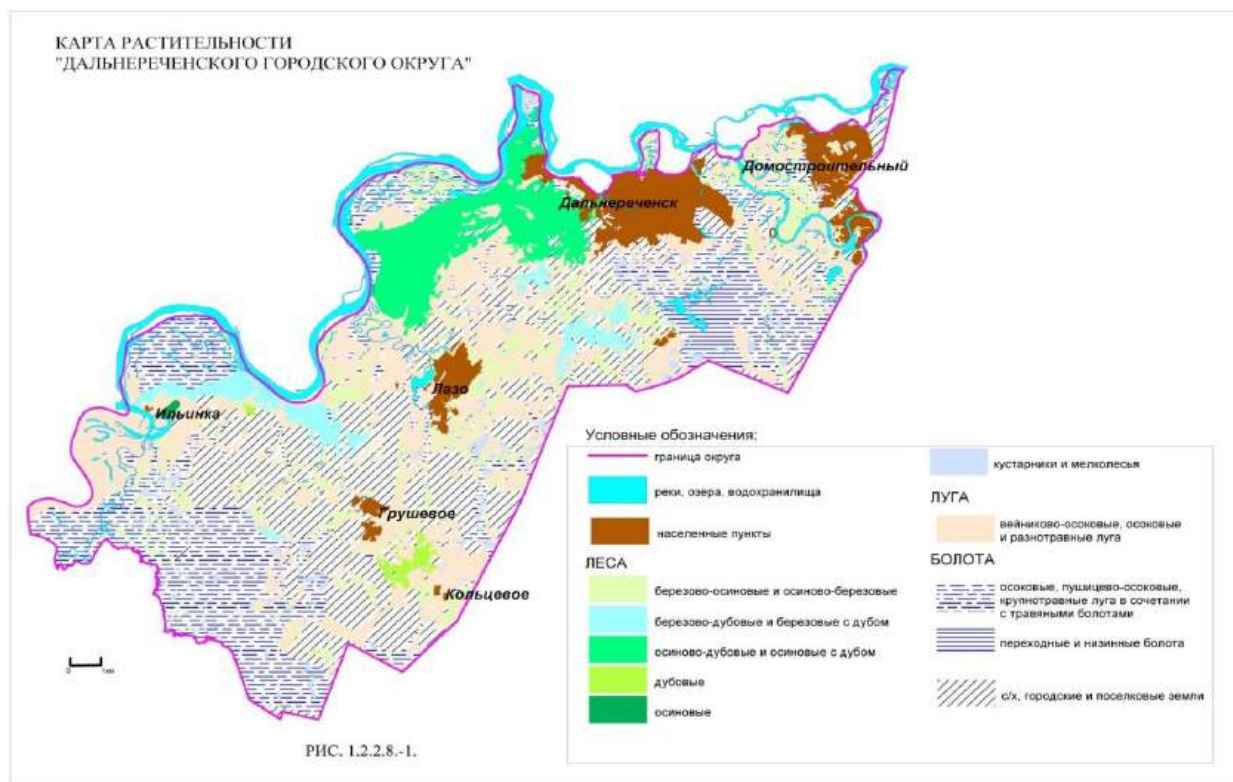 КАРТА РАСТИТЕЛЬНОСТИ
"ДАЛЬНЕРЕЧЕНСКОГО ГОРОДСКОГО ОКРУГА"
Домостроительный
Дальнереченск
Лазо
Ильинка
Грушевое
Кольцевое
0 1км
РИС. 1.2.2.8.-1.
Условные обозначения:
граница округа
реки, озера, водохранилища
населенные пункты
ЛЕСА
березово-осиновые и осиново-березовые
березово-дубовые и березовые с дубом
осиново-дубовые и осиновые с дубом
дубовые
осиновые
кустарники и мелколесья
ЛУГА
вейниково-осоковые, осоковые
и разнотравные луга
БОЛОТА
осоковые, пушицево-осоковые,
крупнотравные луга в сочетании
с травяными болотами
переходные и низинные болота
с/х, городские и поселковые земли